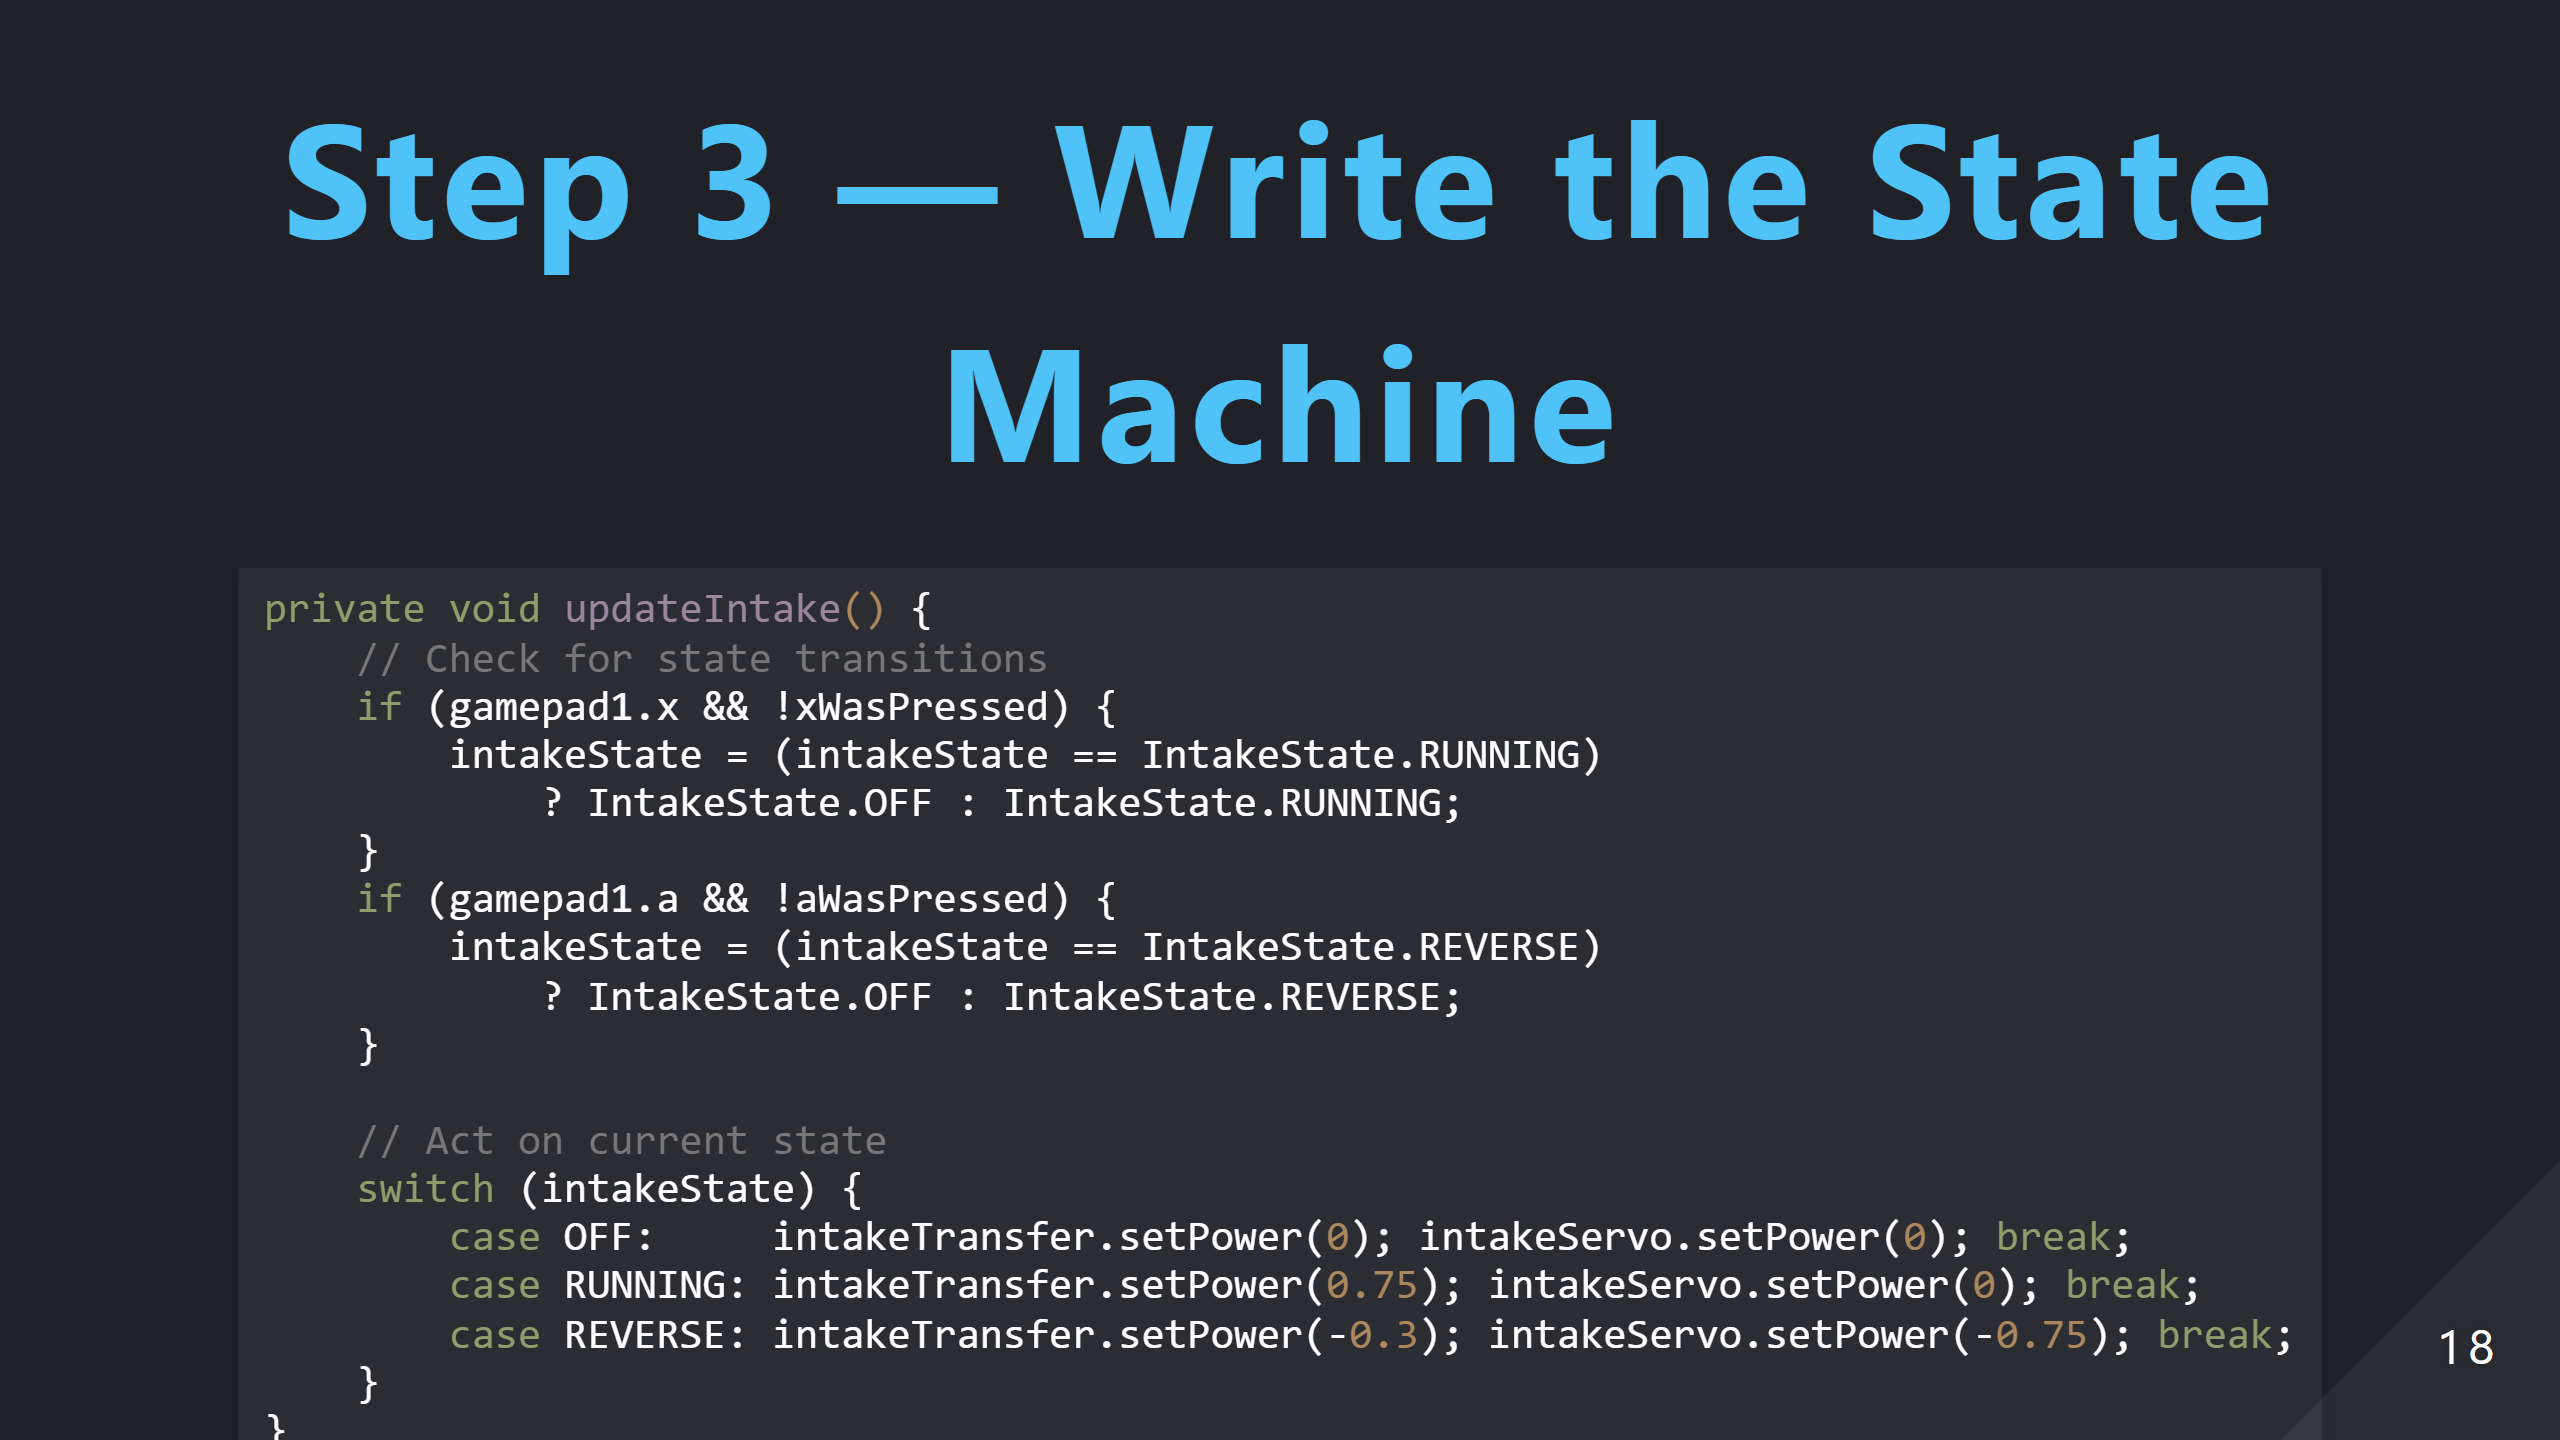 Step 3 — Write the State
Machine
private void updateIntake() {
    // Check for state transitions
    if (gamepad1.x && !xWasPressed) {
        intakeState = (intakeState == IntakeState.RUNNING)
            ? IntakeState.OFF : IntakeState.RUNNING;
    }
    if (gamepad1.a && !aWasPressed) {
        intakeState = (intakeState == IntakeState.REVERSE)
            ? IntakeState.OFF : IntakeState.REVERSE;
    }

    // Act on current state
    switch (intakeState) {
        case OFF:     intakeTransfer.setPower(0); intakeServo.setPower(0); break;
        case RUNNING: intakeTransfer.setPower(0.75); intakeServo.setPower(0); break;
        case REVERSE: intakeTransfer.setPower(-0.3); intakeServo.setPower(-0.75); break;
    }
}
18